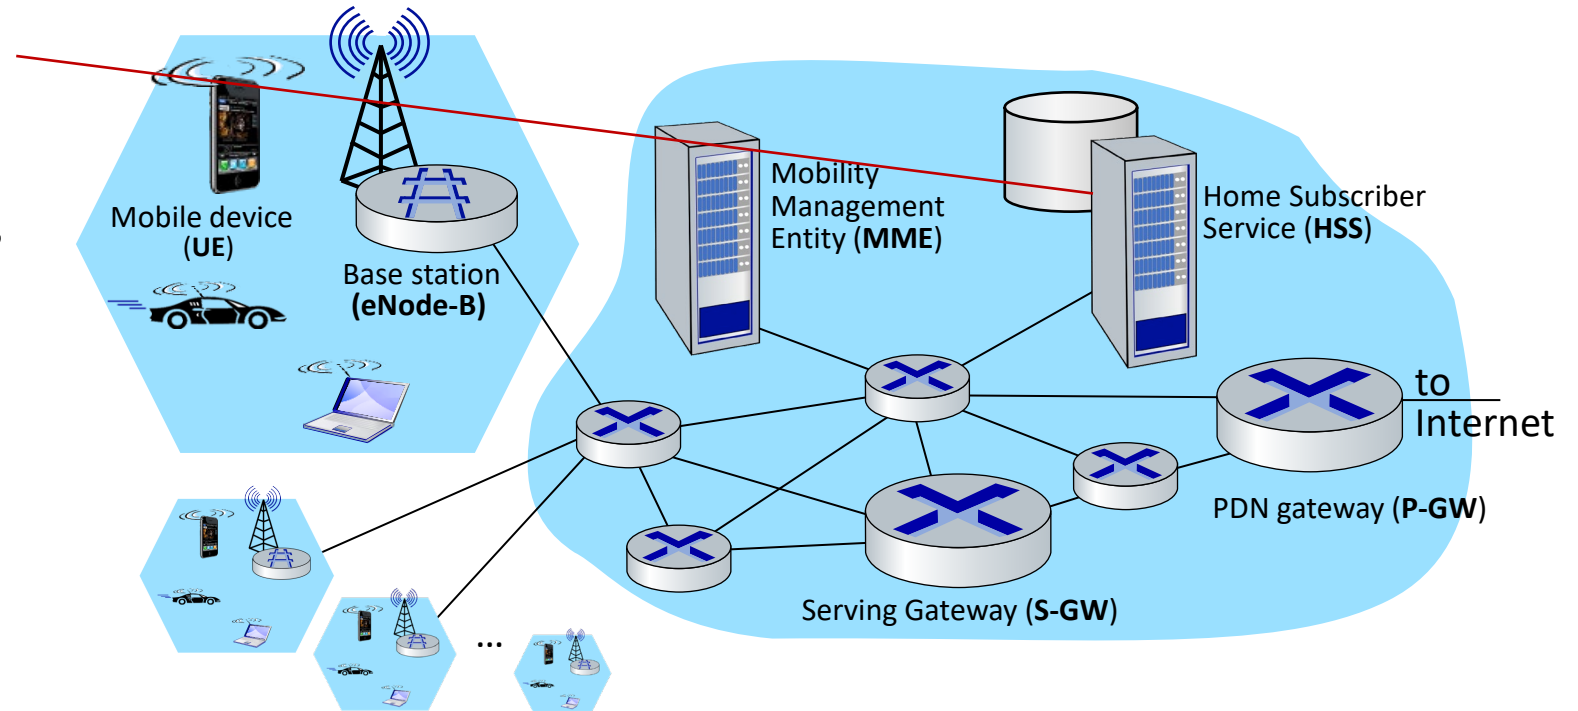 Mobile device
(UE)
Base station
(eNode-B)
Mobility
Management
Entity (MME)
Home Subscriber
Service (HSS)
to
Internet
PDN gateway (P-GW)
Serving Gateway (S-GW)
...